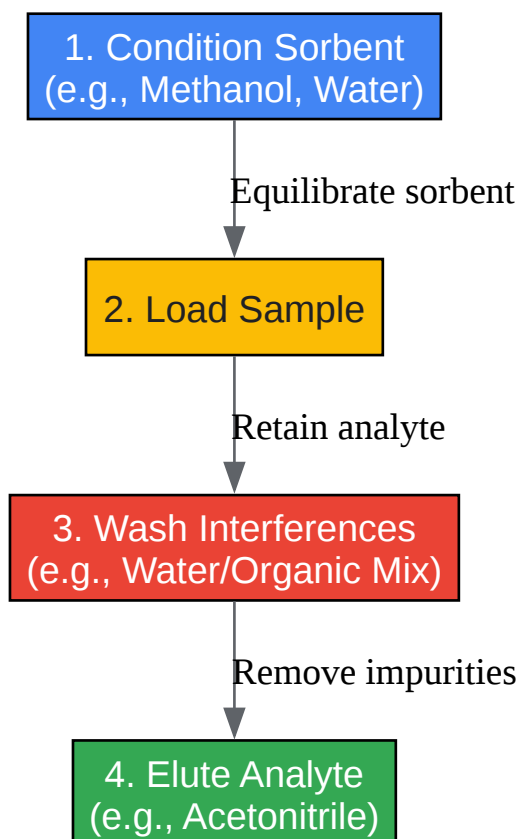 1. Condition Sorbent
(e.g., Methanol, Water)
Equilibrate sorbent
2. Load Sample
Retain analyte
3. Wash Interferences
(e.g., Water/Organic Mix)
Remove impurities
4. Elute Analyte
(e.g., Acetonitrile)